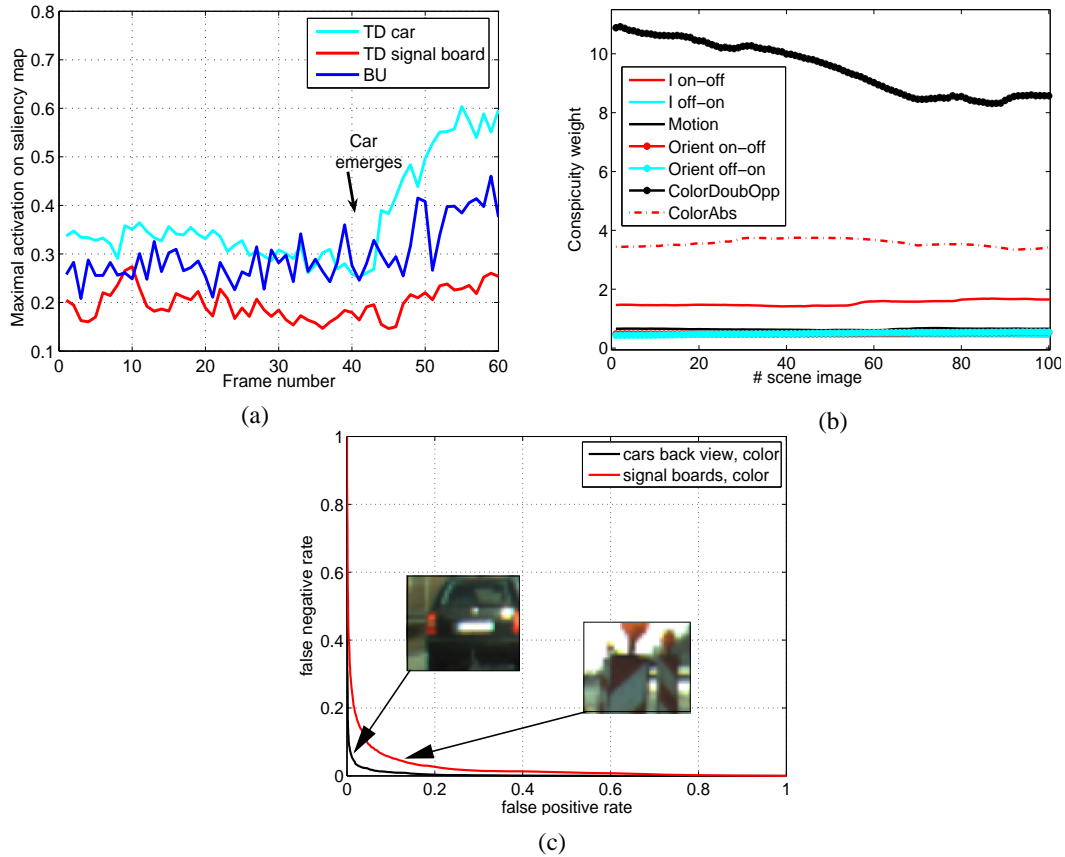 Maximal activation on saliency map
0.8
0.7
0.6
0.5
0.4
0.3
0.2
0.1
TD car
TD signal board
BU
Car
emerges
0 10 20 30 40 50 60
Frame number
(a)
Conspicuity weight
10
8
6
4
2
0
I on−off
I off−on
Motion
Orient on−off
Orient off−on
ColorDoubOpp
ColorAbs
0 20 40 60 80 100
# scene image
(b)
false negative rate
1
0.8
0.6
0.4
0.2
0
cars back view, color
signal boards, color
0 0.2 0.4 0.6 0.8 1
false positive rate
(c)